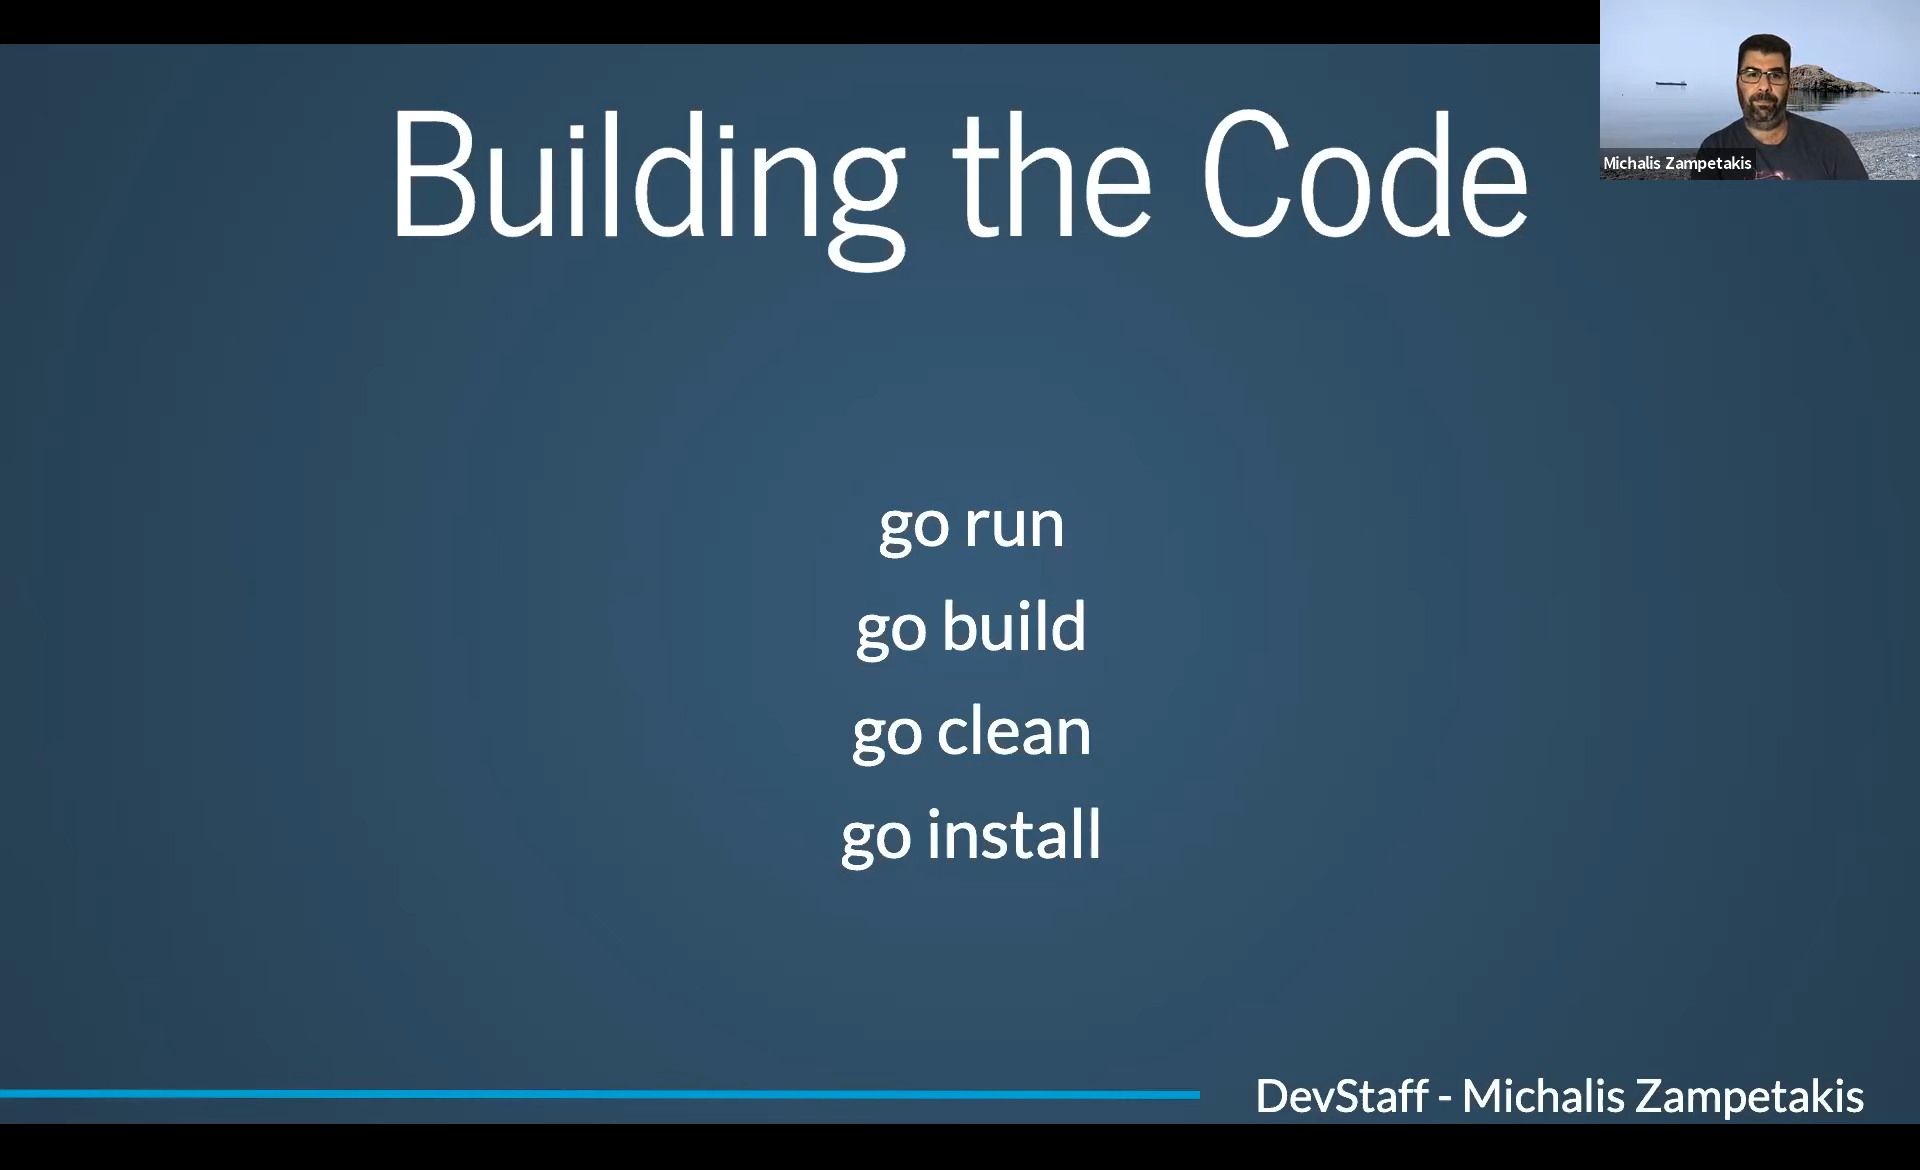 Building the Code
Michalis Zampetakis
go run
go build
go clean
go install
DevStaff - Michalis Zampetakis